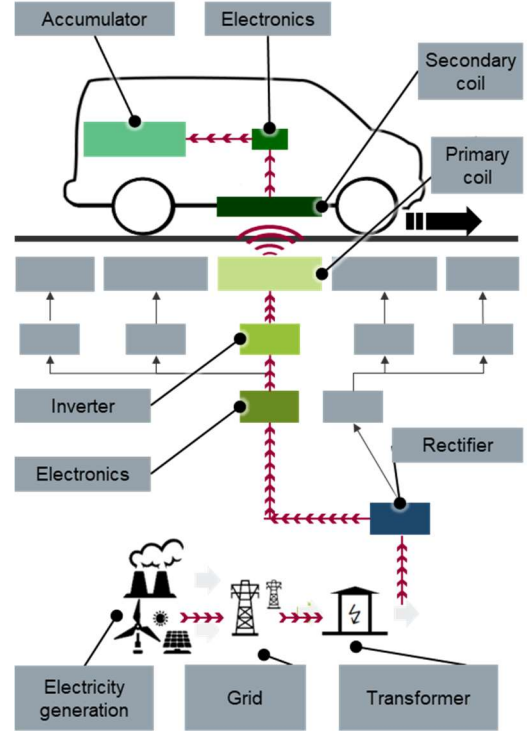 Accumulator
Electronics
Secondary
coil
Primary
coil
Inverter
Electronics
Rectifier
Electricity
generation
Grid
Transformer